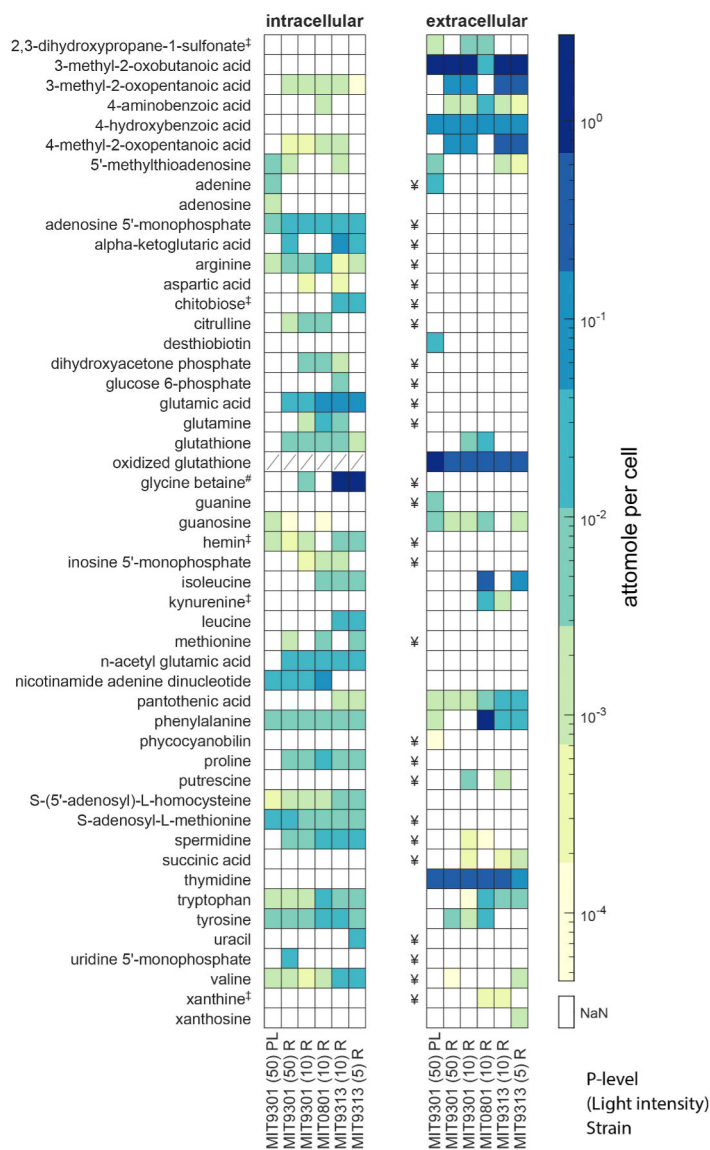 intracellular extracellular
2,3-dihydroxypropane-1-sulfonate‡
3-methyl-2-oxobutanoic acid
3-methyl-2-oxopentanoic acid
4-aminobenzoic acid
4-hydroxybenzoic acid
4-methyl-2-oxopentanoic acid
5'-methylthioadenosine
adenine ¥
adenosine
adenosine 5'-monophosphate ¥
alpha-ketoglutaric acid ¥
arginine ¥
aspartic acid ¥
chitobiose‡ ¥
citrulline ¥
desthiobiotin
dihydroxyacetone phosphate ¥
glucose 6-phosphate ¥
glutamic acid ¥
glutamine ¥
glutathione
oxidized glutathione
glycine betaine# ¥
guanine ¥
guanosine
hemin‡ ¥
inosine 5'-monophosphate ¥
isoleucine
kynurenine‡
leucine
methionine ¥
n-acetyl glutamic acid
nicotinamide adenine dinucleotide
pantothenic acid
phenylalanine
phycocyanobilin ¥
proline ¥
putrescine ¥
S-(5'-adenosyl)-L-homocysteine
S-adenosyl-L-methionine ¥
spermidine ¥
succinic acid ¥
thymidine
tryptophan
tyrosine
uracil ¥
uridine 5'-monophosphate ¥
valine ¥
xanthine‡ ¥
xanthosine
MIT9301 (50) PL
MIT9301 (50) R
MIT9301 (10) R
MIT0801 (10) R
MIT9313 (10) R
MIT9313 (5) R
MIT9301 (50) PL
MIT9301 (50) R
MIT9301 (10) R
MIT0801 (10) R
MIT9313 (10) R
MIT9313 (5) R
10⁰
10⁻¹
10⁻²
10⁻³
10⁻⁴
NaN
attomole per cell
P-level
(Light intensity)
Strain